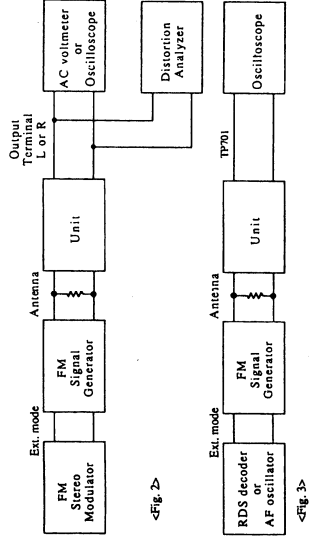 FM
Stereo
Modulator
Ext. mode
FM
Signal
Generator
Antenna
Unit
Output
Terminal
L or R
AC voltmeter
or
Oscilloscope
Distortion
Analyzer
<Fig. 2>
RDS decoder
or
AF oscillator
Ext. mode
FM
Signal
Generator
Antenna
Unit
TP701
Oscilloscope
<Fig. 3>